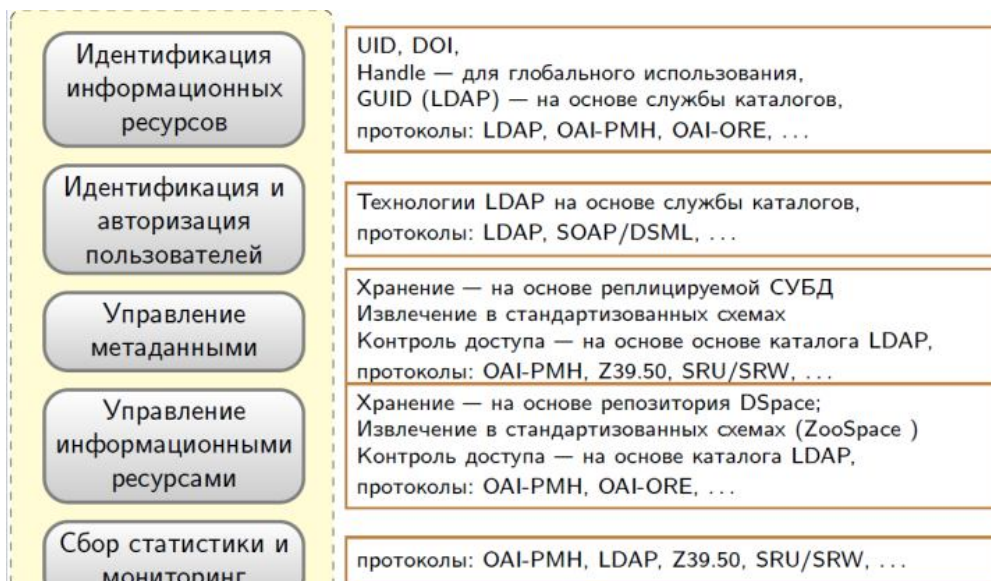 Идентификация
информационных
ресурсов
UID, DOI,
Handle — для глобального использования,
GUID (LDAP) — на основе службы каталогов,
протоколы: LDAP, OAI-PMH, OAI-ORE, ...
Идентификация и
авторизация
пользователей
Технологии LDAP на основе службы каталогов,
протоколы: LDAP, SOAP/DSML, ...
Управление
метаданными
Хранение — на основе реплицируемой СУБД
Извлечение в стандартизованных схемах
Контроль доступа — на основе основе каталога LDAP,
протоколы: OAI-PMH, Z39.50, SRU/SRW, ...
Управление
информационными
ресурсами
Хранение — на основе репозитория DSpace;
Извлечение в стандартизованных схемах (ZooSpace )
Контроль доступа — на основе каталога LDAP,
протоколы: OAI-PMH, OAI-ORE, ...
Сбор статистики и
мониторинг
протоколы: OAI-PMH, LDAP, Z39.50, SRU/SRW, ...